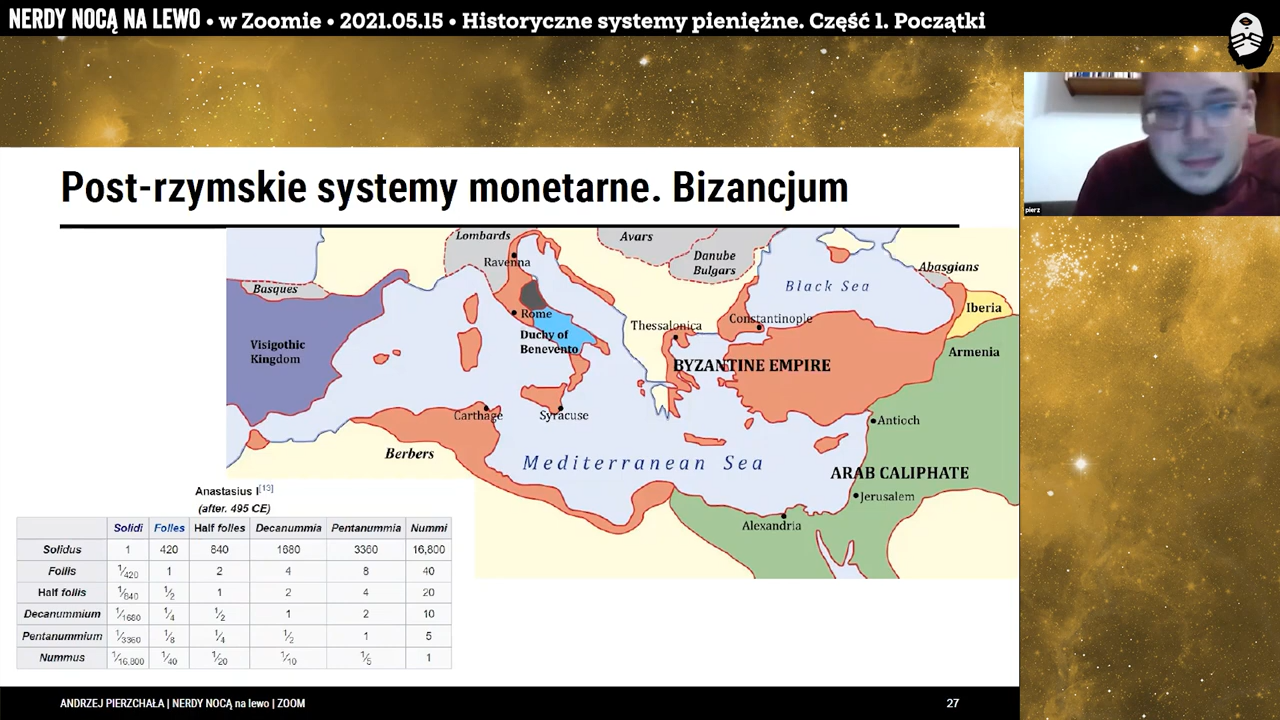 NERDY NOCĄ NA LEWO • w Zoomie • 2021.05.15 • Historyczne systemy pieniężne. Część 1. Początki
pierz
Post-rzymskie systemy monetarne. Bizancjum
Lombards
Avars
Ravenna
Danube
Bulgars
Abasgians
Basques
Black Sea
Iberia
Rome
Constantinople
Thessalonica
Duchy of
Benevento
Visigothic
Kingdom
Armenia
BYZANTINE EMPIRE
Carthage
Syracuse
Antioch
Berbers
Mediterranean Sea
ARAB CALIPHATE
Jerusalem
Alexandria
Anastasius I[13]
(after. 495 CE)
Solidi Folles Half folles Decanummia Pentanummia Nummi
Solidus 1 420 840 1680 3360 16,800
Follis 1/420 1 2 4 8 40
Half follis 1/840 1/2 1 2 4 20
Decanummium 1/1680 1/4 1/2 1 2 10
Pentanummium 1/3360 1/8 1/4 1/2 1 5
Nummus 1/16,800 1/40 1/20 1/10 1/5 1
ANDRZEJ PIERZCHAŁA | NERDY NOCĄ na lewo | ZOOM
27